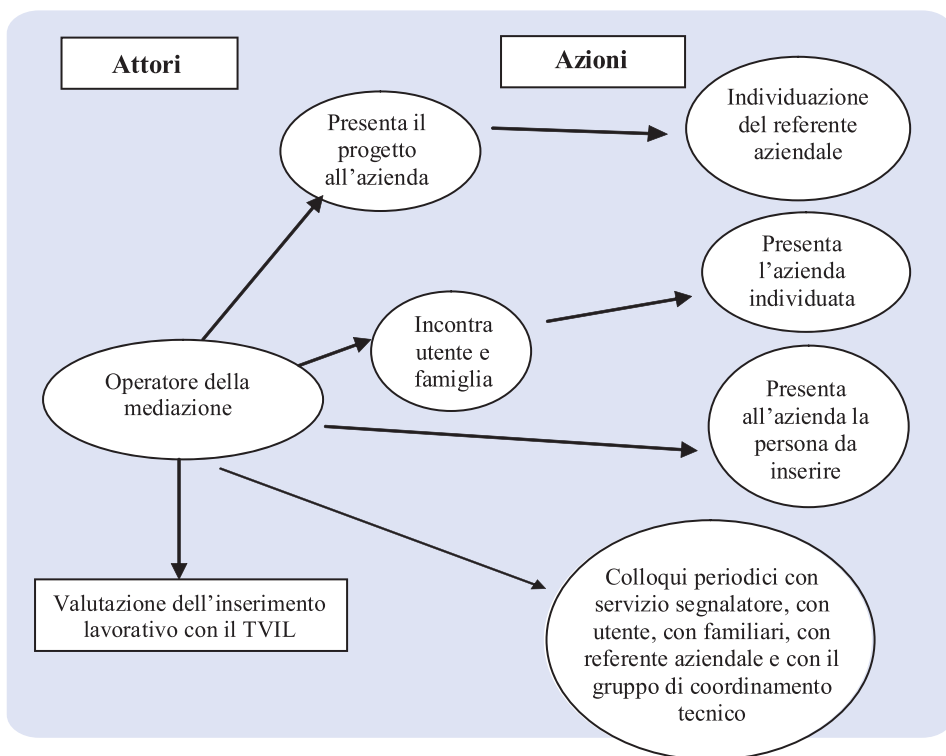 Attori
Azioni
Presenta il
progetto
all'azienda
Individuazione
del referente
aziendale
Presenta
l'azienda
individuata
Incontra
utente e
famiglia
Operatore della
mediazione
Presenta
all'azienda la
persona da
inserire
Valutazione dell'inserimento
lavorativo con il TVIL
Colloqui periodici con
servizio segnalatore, con
utente, con familiari, con
referente aziendale e con il
gruppo di coordinamento
tecnico